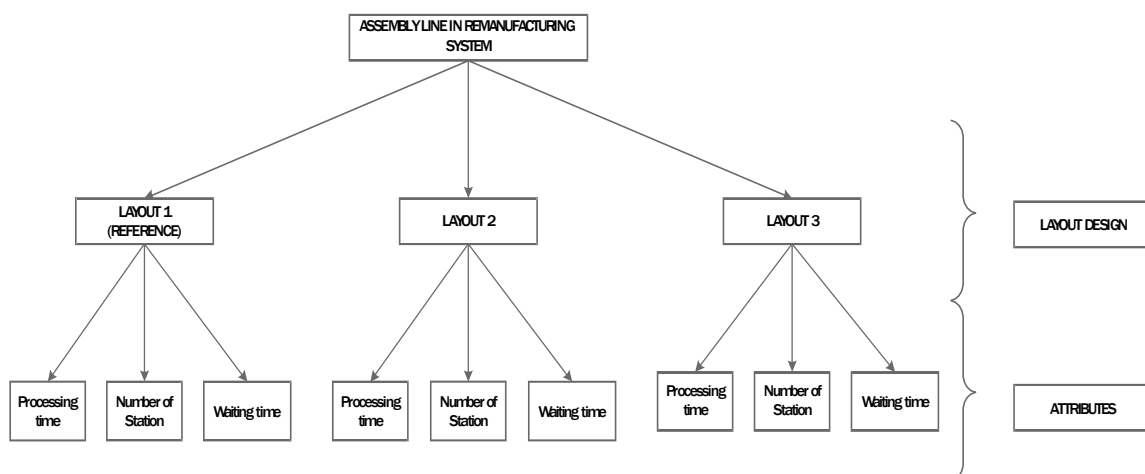 ASSEMBLY LINE IN REMANUFACTURING
SYSTEM
LAYOUT 1
(REFERENCE)
LAYOUT 2
LAYOUT 3
LAYOUT DESIGN
Processing
time
Number of
Station
Waiting time
Processing
time
Number of
Station
Waiting time
Processing
time
Number of
Station
Waiting time
ATTRIBUTES